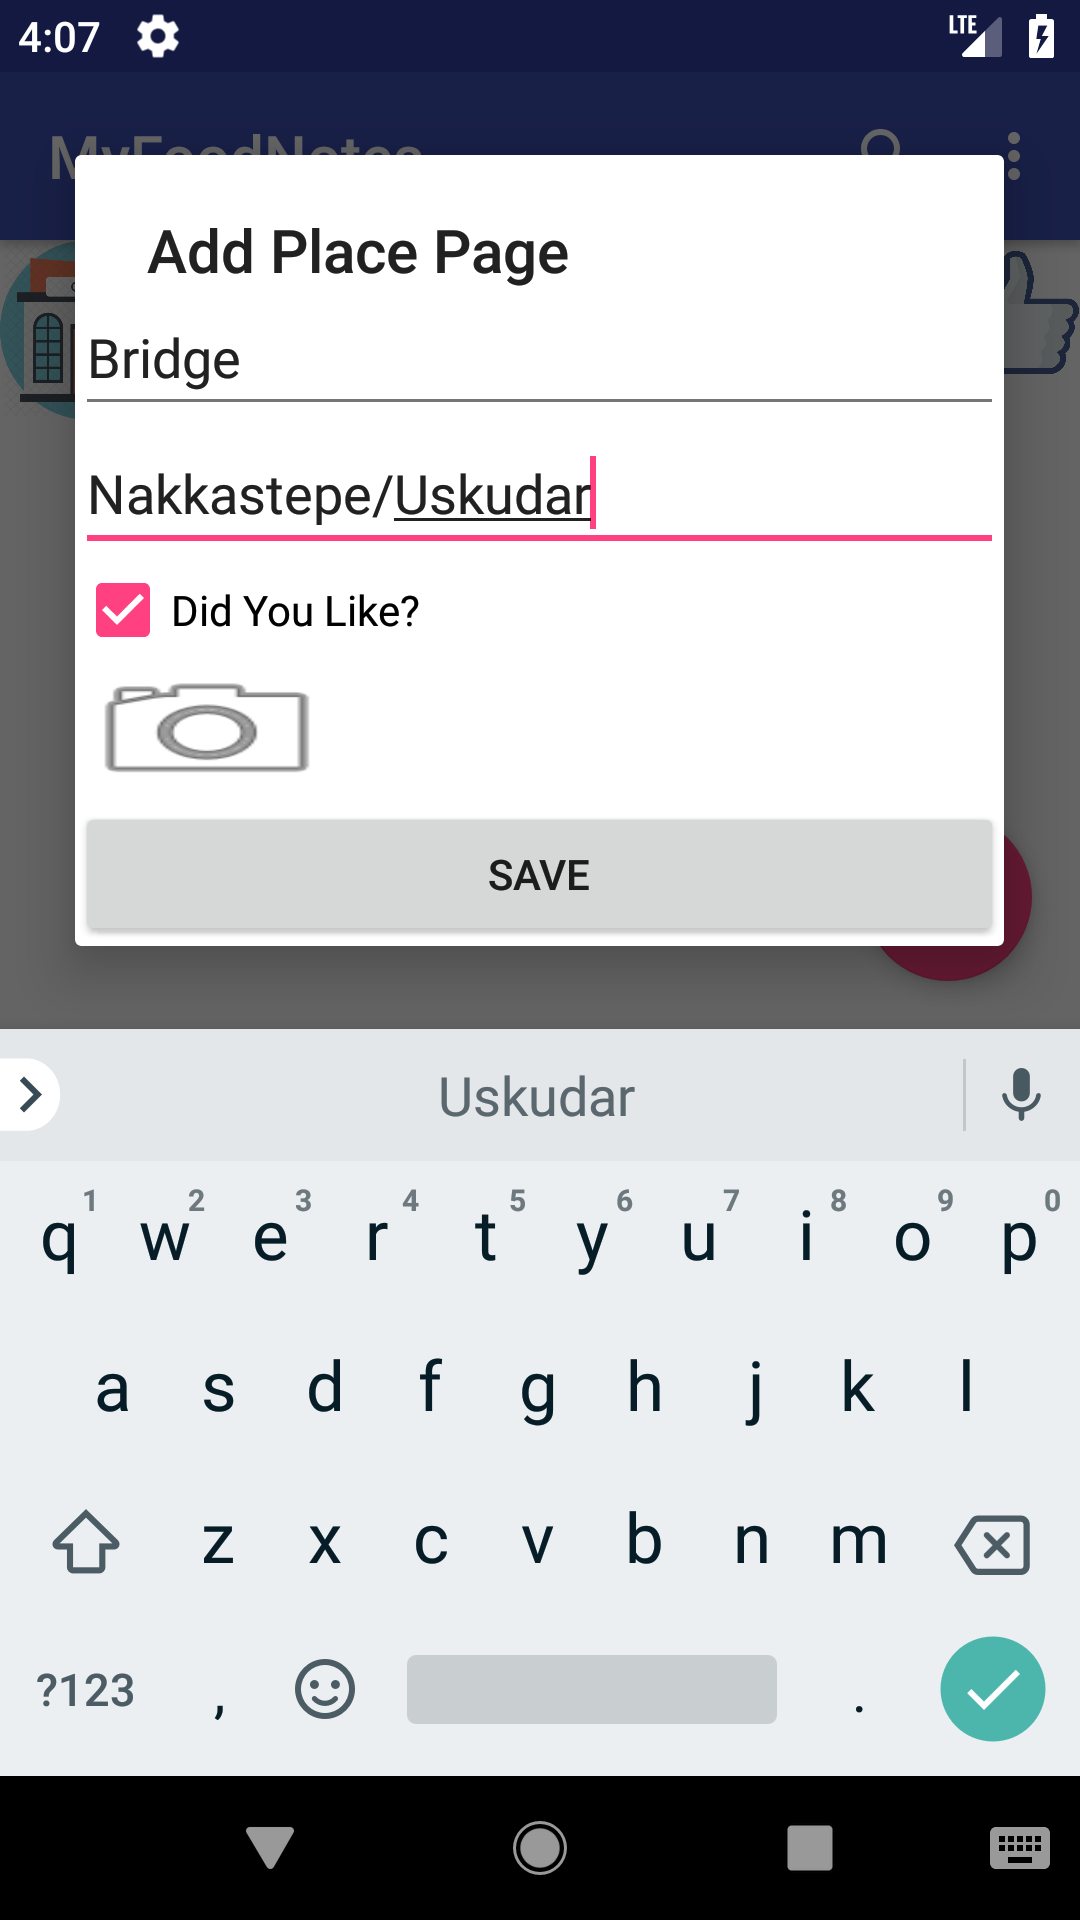 4:07
LTE
MyFoodNotes
Add Place Page
Bridge
Nakkastepe/Uskudar
Did You Like?
SAVE
Uskudar
1 2 3 4 5 6 7 8 9 0
q w e r t y u i o p
a s d f g h j k l
z x c v b n m
?123 , .